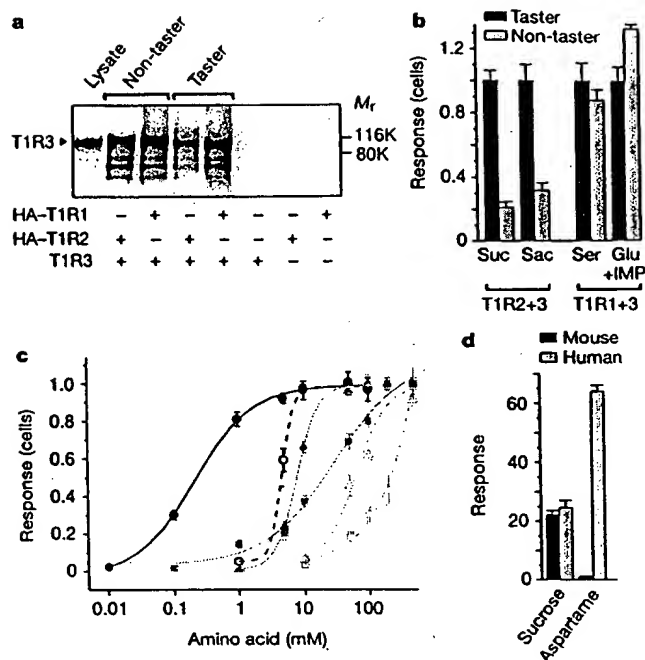 a
Lysate
Non-taster
Taster
Mr
T1R3
116K
80K
HA–T1R1 – + – + – – +
HA–T1R2 + – + – – + –
T1R3 + + + + + – –
b
Taster
Non-taster
Response (cells)
1.2
0.8
0.4
0
Suc Sac Ser Glu
+IMP
T1R2+3 T1R1+3
c
Response (cells)
1.0
0.8
0.6
0.4
0.2
0
0.01 0.1 1 10 100
Amino acid (mM)
d
Mouse
Human
Response
60
40
20
0
Sucrose
Aspartame